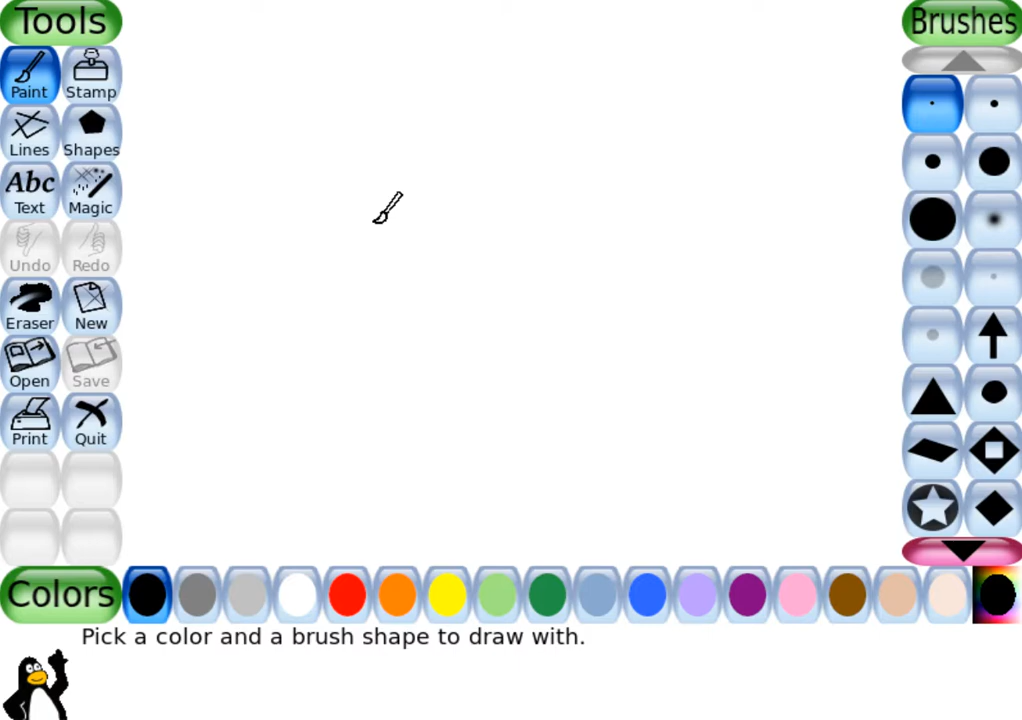 Tools
Brushes
Paint Stamp
Lines Shapes
Abc
Text Magic
Undo Redo
Eraser New
Open Save
Print Quit
Colors
Pick a color and a brush shape to draw with.